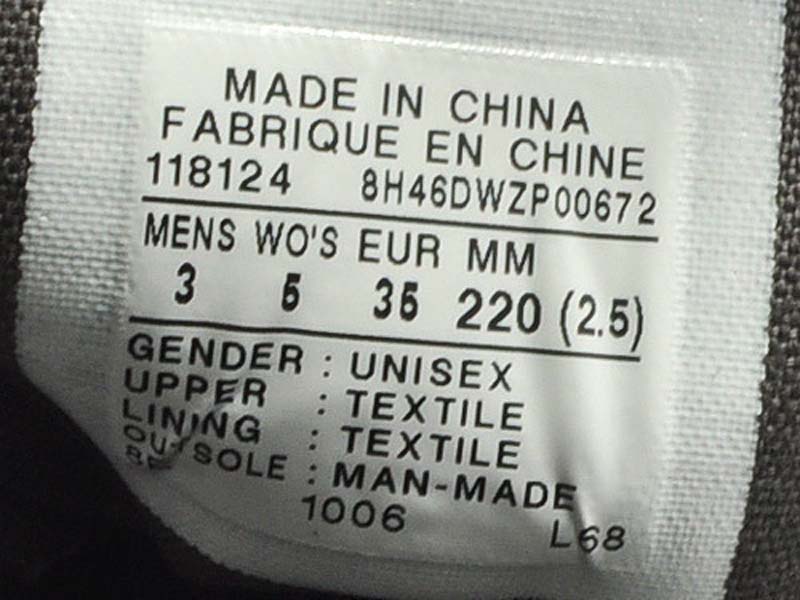 MADE IN CHINA
FABRIQUE EN CHINE
118124 8H46DWZP00672
MENS WO'S EUR MM
3 5 35 220 (2.5)
GENDER : UNISEX
UPPER : TEXTILE
LINING : TEXTILE
OUTSOLE : MAN-MADE
1006 L68